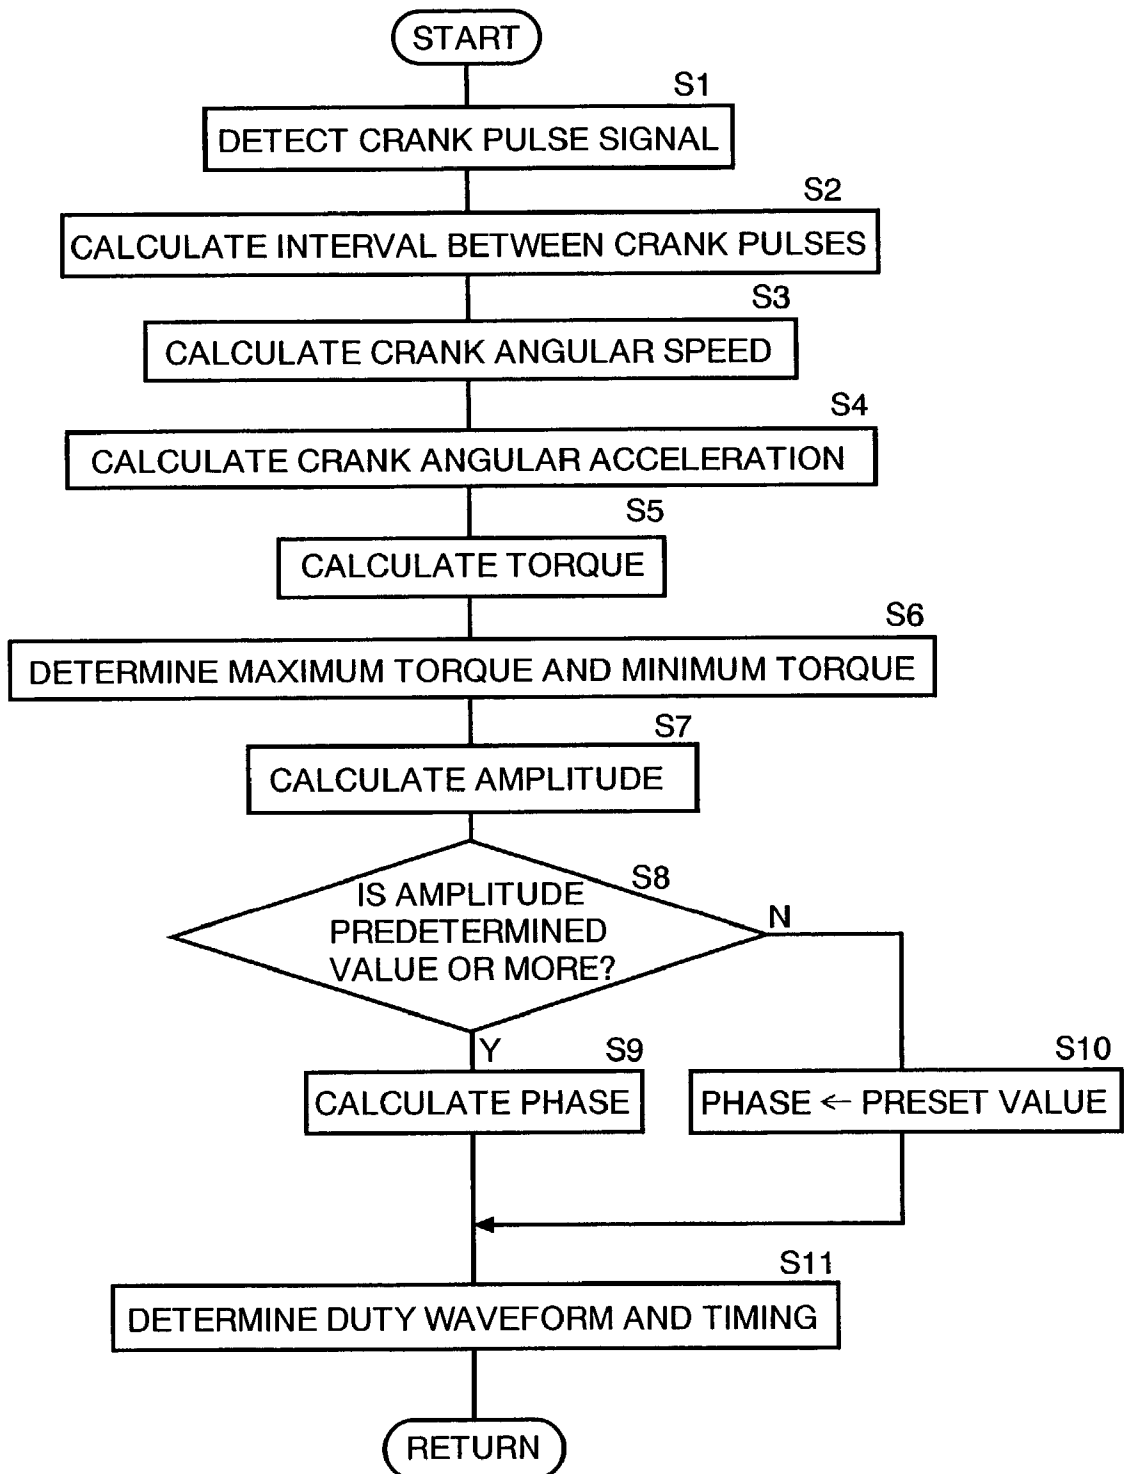 START
S1
DETECT CRANK PULSE SIGNAL
S2
CALCULATE INTERVAL BETWEEN CRANK PULSES
S3
CALCULATE CRANK ANGULAR SPEED
S4
CALCULATE CRANK ANGULAR ACCELERATION
S5
CALCULATE TORQUE
S6
DETERMINE MAXIMUM TORQUE AND MINIMUM TORQUE
S7
CALCULATE AMPLITUDE
S8
IS AMPLITUDE
PREDETERMINED
VALUE OR MORE?
N
Y
S9
CALCULATE PHASE
S10
PHASE ← PRESET VALUE
S11
DETERMINE DUTY WAVEFORM AND TIMING
RETURN